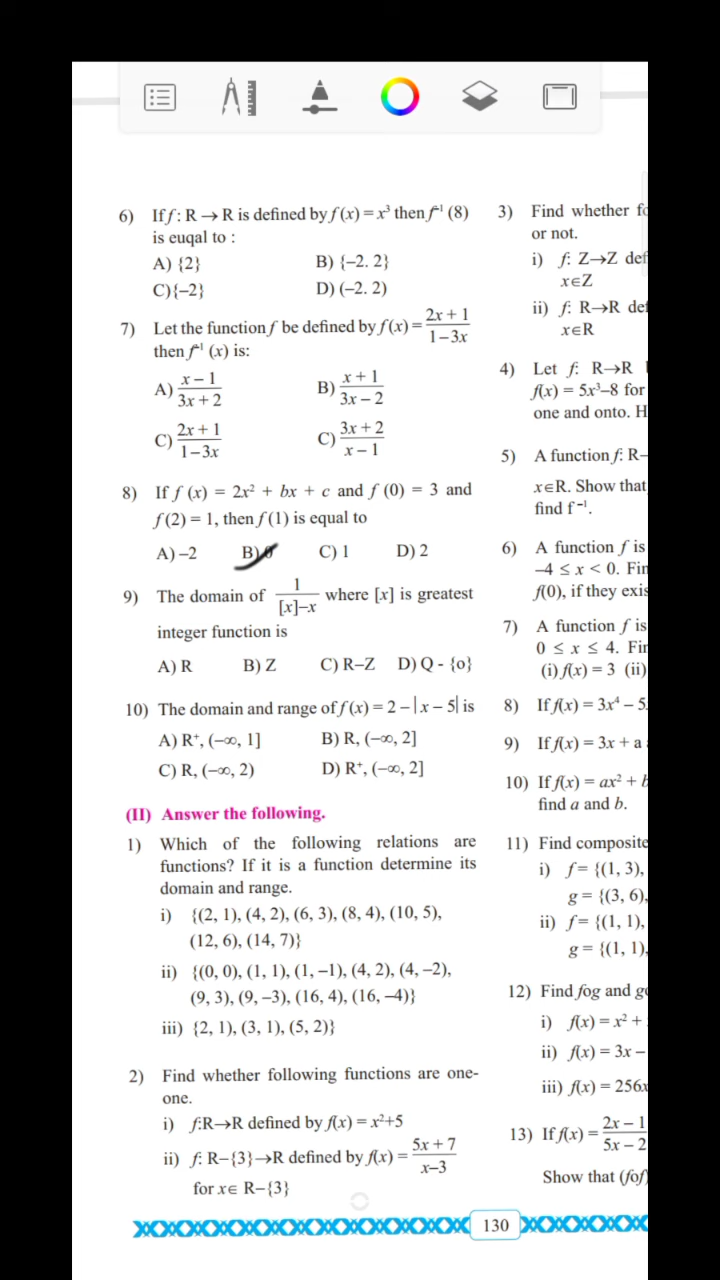 6) If f : R → R is defined by f (x) = x³ then f⁻¹ (8)
is euqal to :
A) {2} B) {–2. 2}
C){–2} D) (–2. 2)
7) Let the function f be defined by f (x) = (2x + 1)/(1–3x)
then f⁻¹ (x) is:
A) (x – 1)/(3x + 2) B) (x + 1)/(3x – 2)
C) (2x + 1)/(1–3x) C) (3x + 2)/(x – 1)
8) If f (x) = 2x² + bx + c and f (0) = 3 and
f (2) = 1, then f (1) is equal to
A) –2 B) C) 1 D) 2
9) The domain of 1/([x]–x) where [x] is greatest
integer function is
A) R B) Z C) R–Z D) Q - {o}
10) The domain and range of f (x) = 2 – |x – 5| is
A) R⁺, (–∞, 1] B) R, (–∞, 2]
C) R, (–∞, 2) D) R⁺, (–∞, 2]
(II) Answer the following.
1) Which of the following relations are
functions? If it is a function determine its
domain and range.
i) {(2, 1), (4, 2), (6, 3), (8, 4), (10, 5),
(12, 6), (14, 7)}
ii) {(0, 0), (1, 1), (1, –1), (4, 2), (4, –2),
(9, 3), (9, –3), (16, 4), (16, –4)}
iii) {2, 1), (3, 1), (5, 2)}
2) Find whether following functions are one-
one.
i) f:R→R defined by f(x) = x²+5
ii) f: R–{3}→R defined by f(x) = (5x + 7)/(x–3)
for x∈ R–{3}
3) Find whether fo
or not.
i) f: Z→Z def
x∈Z
ii) f: R→R def
x∈R
4) Let f: R→R
f(x) = 5x³–8 for
one and onto. H
5) A function f: R–
x∈R. Show that
find f⁻¹.
6) A function f is
–4 ≤ x < 0. Fin
f(0), if they exis
7) A function f is
0 ≤ x ≤ 4. Fin
(i) f(x) = 3 (ii)
8) If f(x) = 3x⁴ – 5
9) If f(x) = 3x + a
10) If f(x) = ax² + b
find a and b.
11) Find composite
i) f = {(1, 3),
g = {(3, 6),
ii) f = {(1, 1),
g = {(1, 1),
12) Find fog and go
i) f(x) = x² +
ii) f(x) = 3x –
iii) f(x) = 256x
13) If f(x) = (2x – 1)/(5x – 2)
Show that (fof)
130